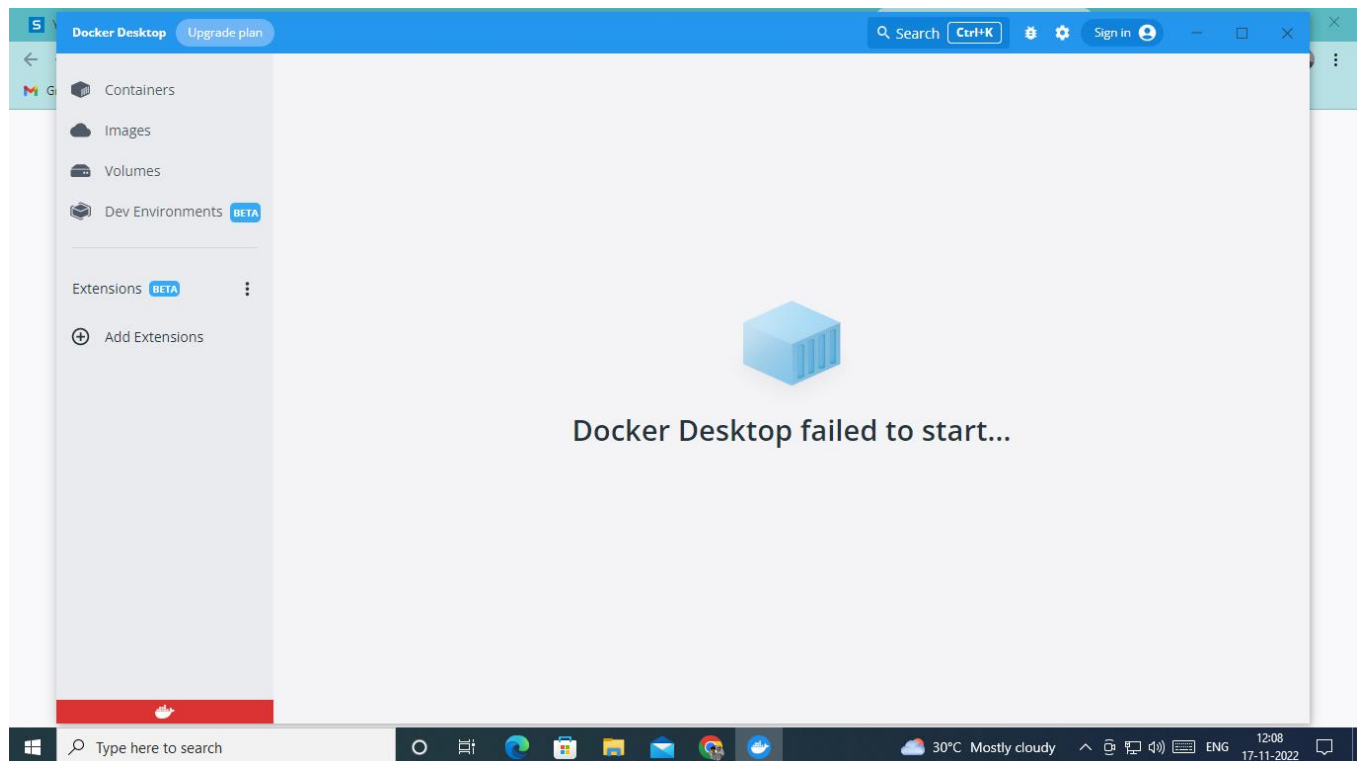 S
Docker Desktop Upgrade plan Search Ctrl+K Sign in
G
Containers
Images
Volumes
Dev Environments BETA
Extensions BETA
Add Extensions
Docker Desktop failed to start...
Type here to search 30°C Mostly cloudy ENG 12:08
17-11-2022